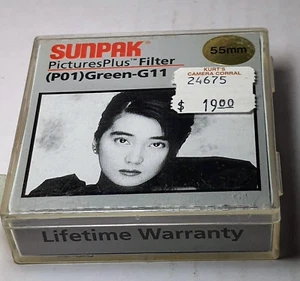 SUNPAK
PicturesPlus™ Filter
(P01)Green-G11
55mm
KURT'S
CAMERA CORRAL
24675
$ 19.00
Lifetime Warranty